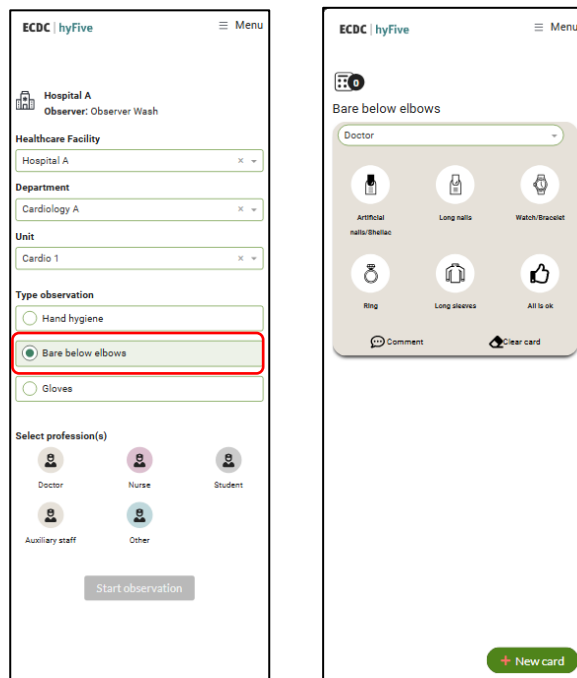 ECDC | hyFive
Menu
Hospital A
Observer: Observer Wash
Healthcare Facility
Hospital A
Department
Cardiology A
Unit
Cardio 1
Type observation
Hand hygiene
Bare below elbows
Gloves
Select profession(s)
Doctor Nurse Student
Auxiliary staff Other
Start observation
ECDC | hyFive
Menu
0
Bare below elbows
Doctor
Artificial
nails/Shellac
Long nails
Watch/Bracelet
Ring
Long sleeves
All is ok
Comment
Clear card
+ New card